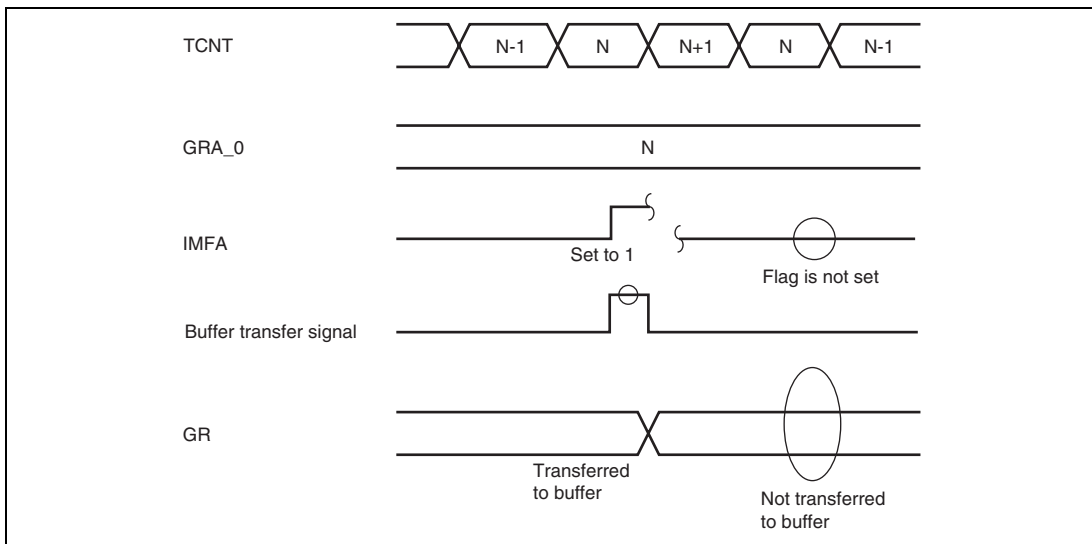 TCNT N-1 N N+1 N N-1
GRA_0 N
IMFA
Set to 1
Flag is not set
Buffer transfer signal
GR
Transferred
to buffer
Not transferred
to buffer